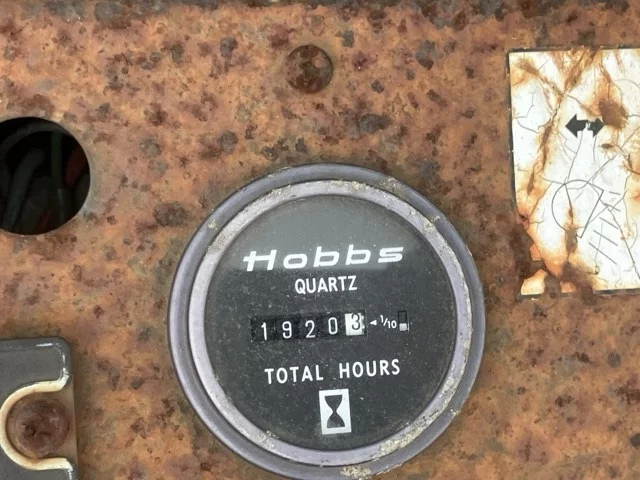 Hobbs
QUARTZ
19203 ◄ 1/10
TOTAL HOURS